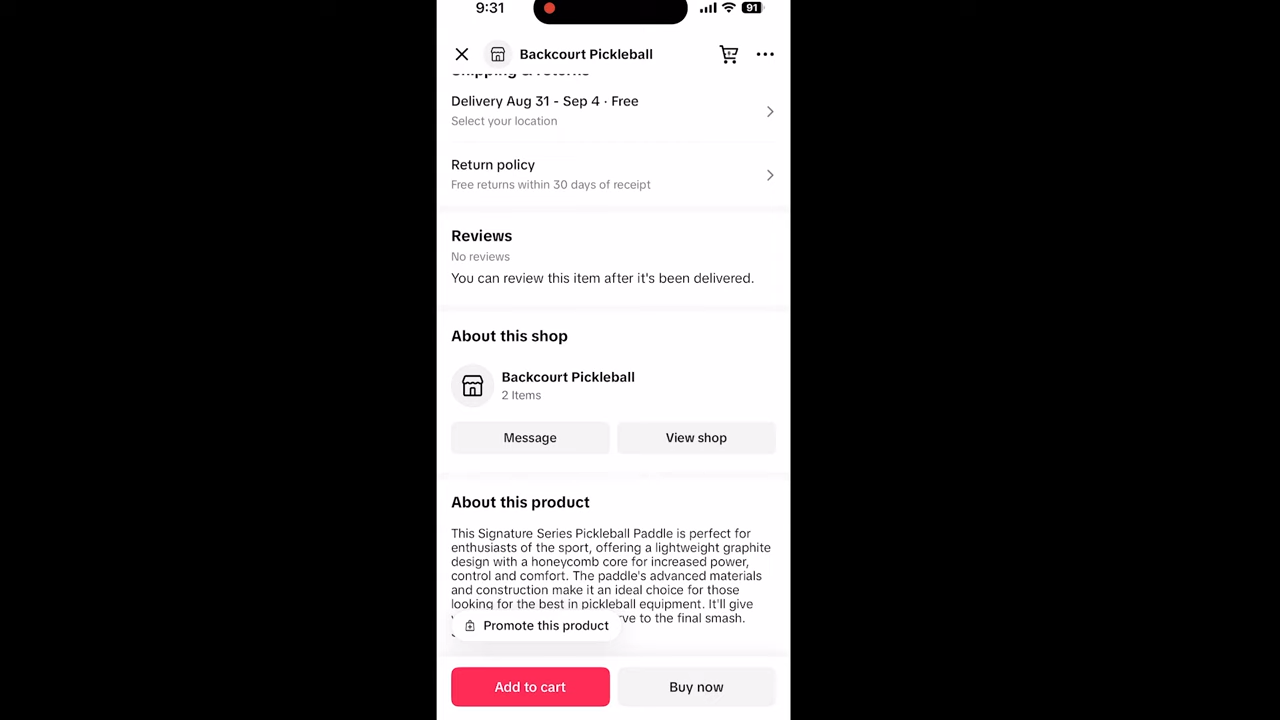 9:31
91
Backcourt Pickleball
Shipping & returns
Delivery Aug 31 - Sep 4 · Free
Select your location
Return policy
Free returns within 30 days of receipt
Reviews
No reviews
You can review this item after it's been delivered.
About this shop
Backcourt Pickleball
2 Items
Message
View shop
About this product
This Signature Series Pickleball Paddle is perfect for
enthusiasts of the sport, offering a lightweight graphite
design with a honeycomb core for increased power,
control and comfort. The paddle's advanced materials
and construction make it an ideal choice for those
looking for the best in pickleball equipment. It'll give
to the final smash.
Promote this product
Add to cart
Buy now